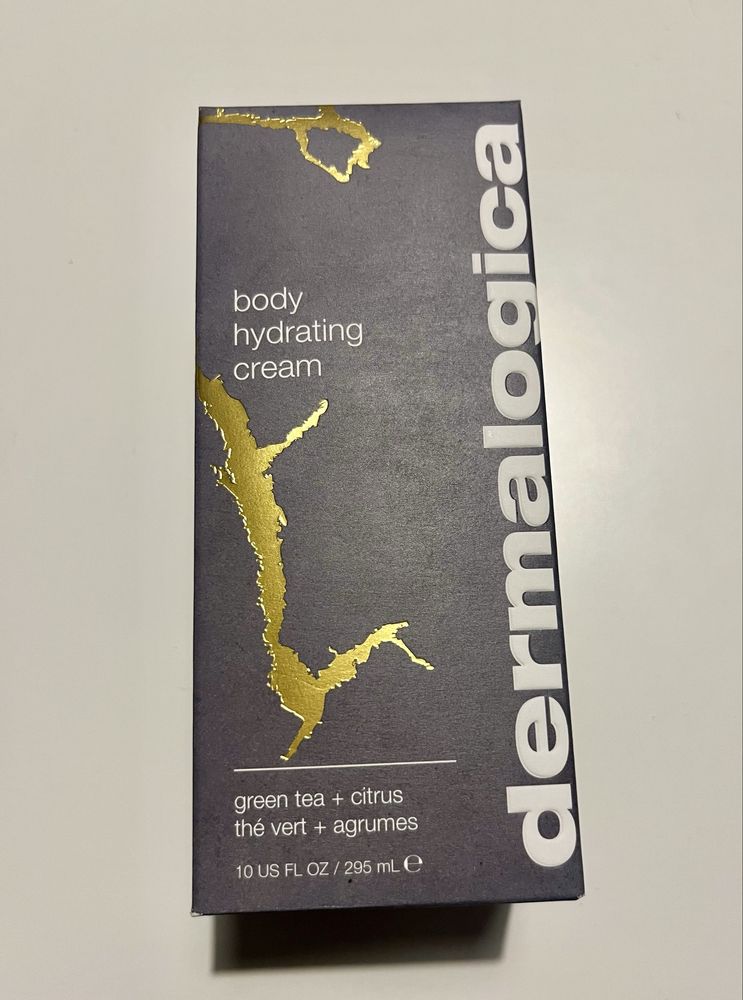 body
hydrating
cream
green tea + citrus
thé vert + agrumes
10 US FL OZ / 295 mL ℮
dermalogica